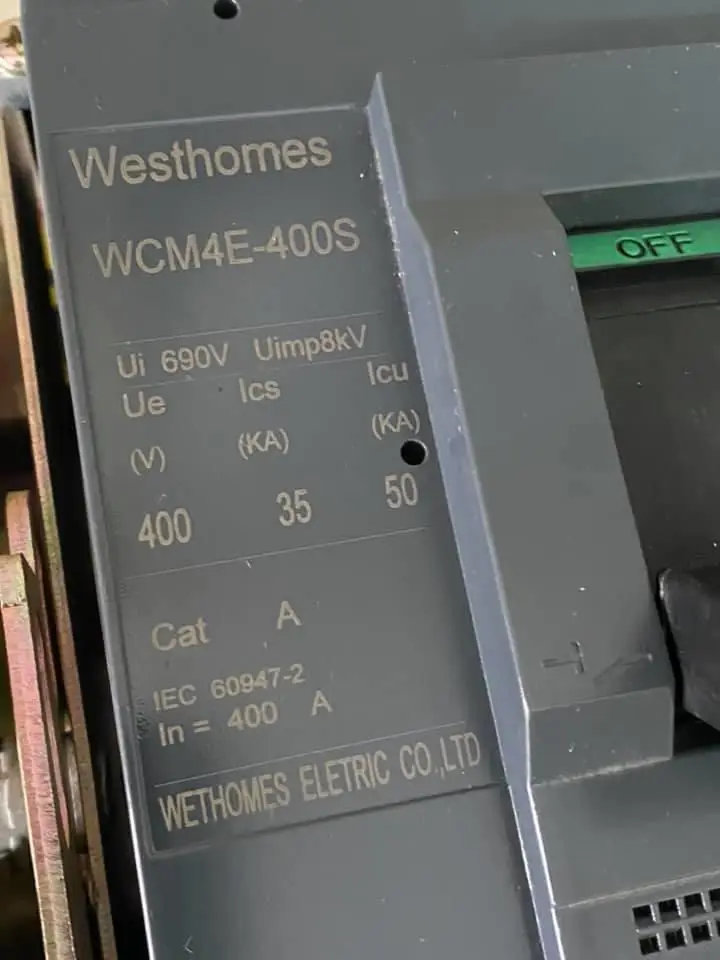 Westhomes
WCM4E-400S
OFF
Ui 690V Uimp8kV
Ue Ics Icu
(V) (KA) (KA)
400 35 50
Cat A
IEC 60947-2
In = 400 A
WETHOMES ELETRIC CO.,LTD